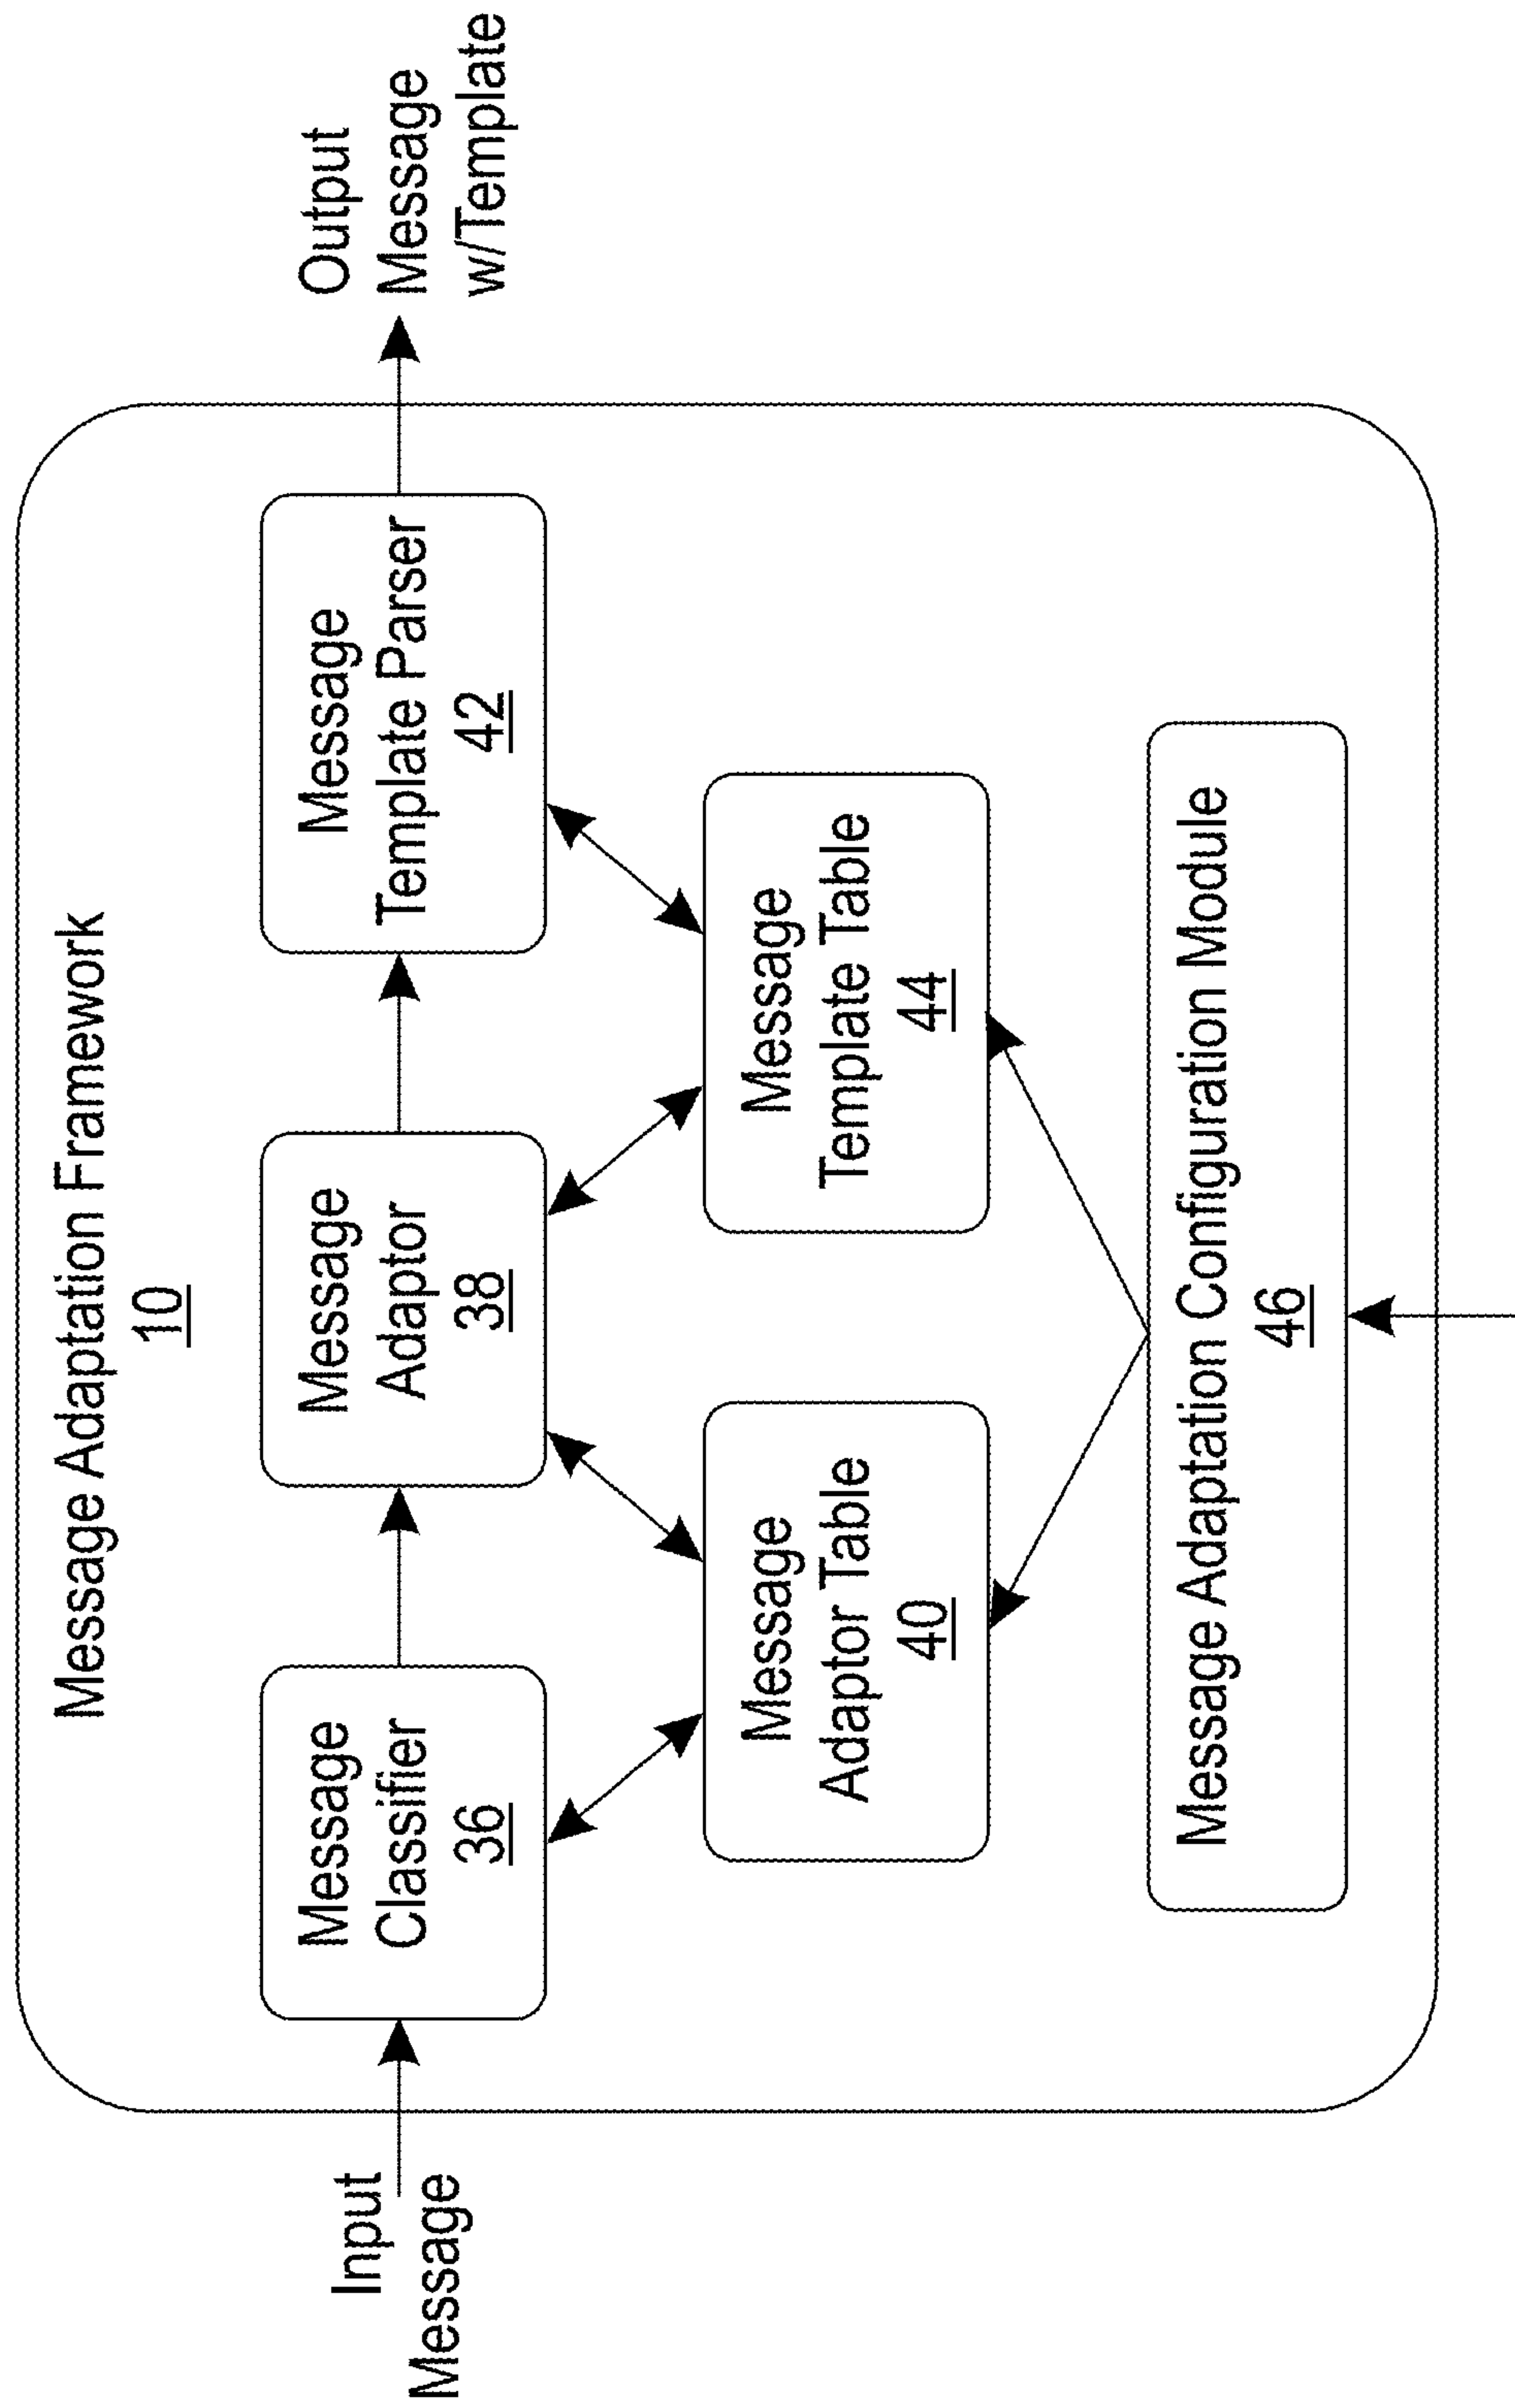 Message Adaptation Framework
10
Input
Message
Message
Classifier
36
Message
Adaptor
38
Message
Template Parser
42
Output
Message
w/Template
Message
Adaptor Table
40
Message
Template Table
44
Message Adaptation Configuration Module
46